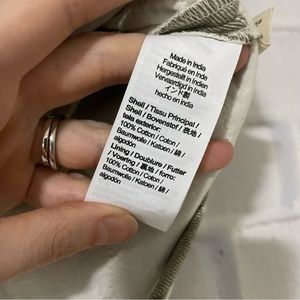 Made in India
Fabriqué en Inde
Hergestellt in Indien
Vervaardigd in India
インド製
hecho en India
Shell / Tissu Principal /
Shell / Bovenstof / 表地 /
tela exterior:
100% Cotton / Coton /
Baumwolle / Katoen / 綿 /
algodón
Lining / Doublure / Futter
/ Voering / 裏地 / forro:
100% Cotton / Coton /
Baumwolle / Katoen / 綿 /
algodón